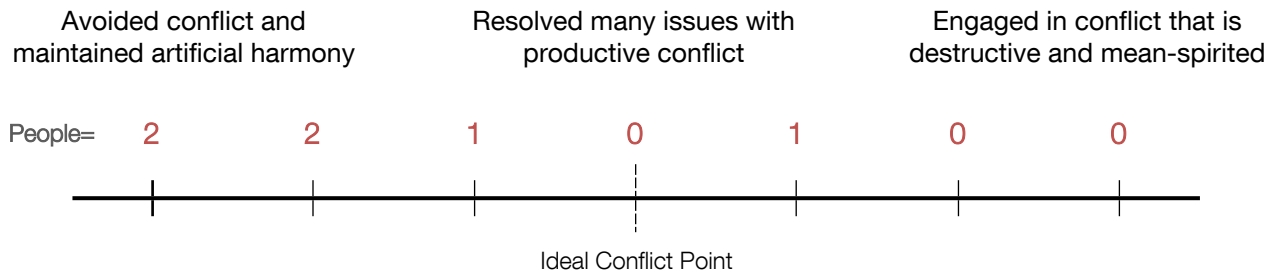 Avoided conflict and
maintained artificial harmony
Resolved many issues with
productive conflict
Engaged in conflict that is
destructive and mean-spirited
People= 2 2 1 0 1 0 0
Ideal Conflict Point